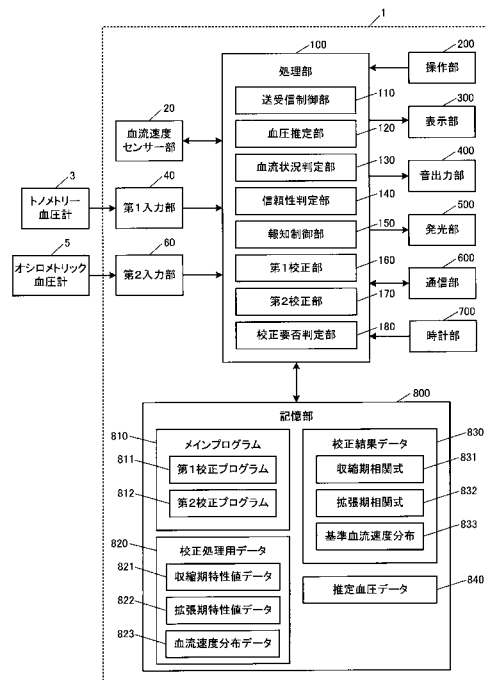 1
100
処理部
送受信制御部
110
血圧推定部
120
血流状況判定部
130
信頼性判定部
140
報知制御部
150
第1校正部
160
第2校正部
170
校正要否判定部
180
20
血流速度
センサー部
3
トノメトリー
血圧計
40
第1入力部
5
オシロメトリック
血圧計
60
第2入力部
200
操作部
300
表示部
400
音出力部
500
発光部
600
通信部
700
時計部
800
記憶部
810
メインプログラム
811
第1校正プログラム
812
第2校正プログラム
820
校正処理用データ
821
収縮期特性値データ
822
拡張期特性値データ
823
血流速度分布データ
830
校正結果データ
831
収縮期相関式
832
拡張期相関式
833
基準血流速度分布
840
推定血圧データ